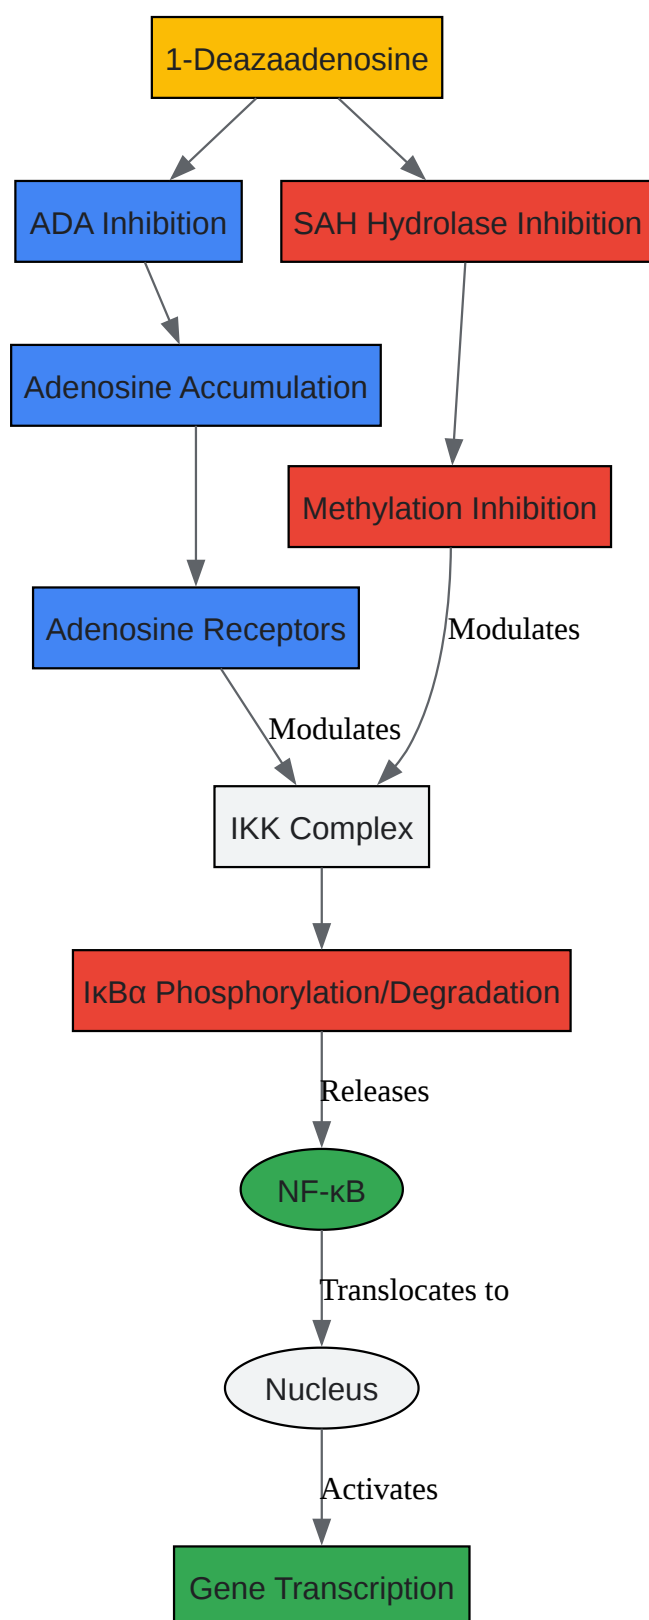 1-Deazaadenosine
ADA Inhibition
SAH Hydrolase Inhibition
Adenosine Accumulation
Methylation Inhibition
Adenosine Receptors
Modulates
Modulates
IKK Complex
IκBα Phosphorylation/Degradation
Releases
NF-κB
Translocates to
Nucleus
Activates
Gene Transcription